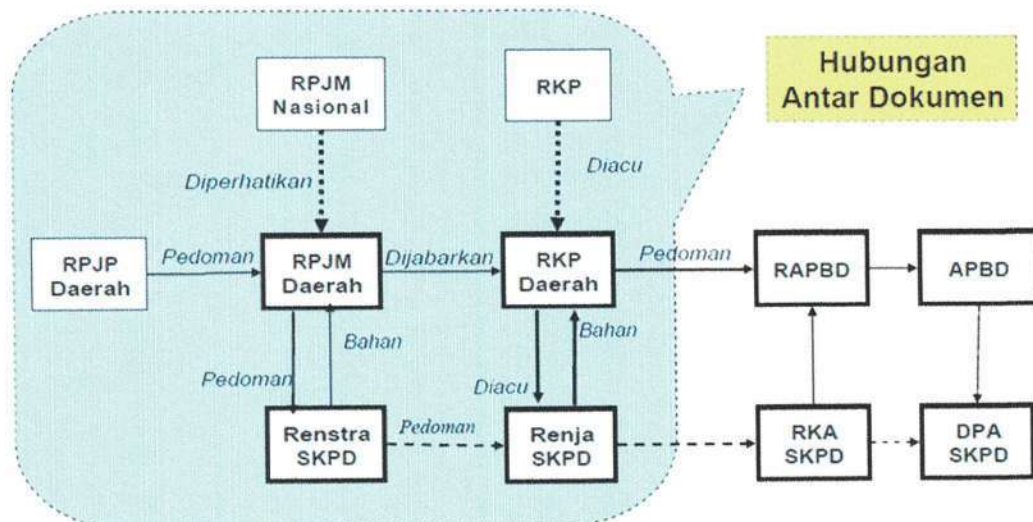 Hubungan
Antar Dokumen
RPJM
Nasional
RKP
Diperhatikan
Diacu
RPJP
Daerah
Pedoman
RPJM
Daerah
Dijabarkan
RKP
Daerah
Pedoman
RAPBD
APBD
Pedoman
Bahan
Diacu
Bahan
Renstra
SKPD
Pedoman
Renja
SKPD
RKA
SKPD
DPA
SKPD